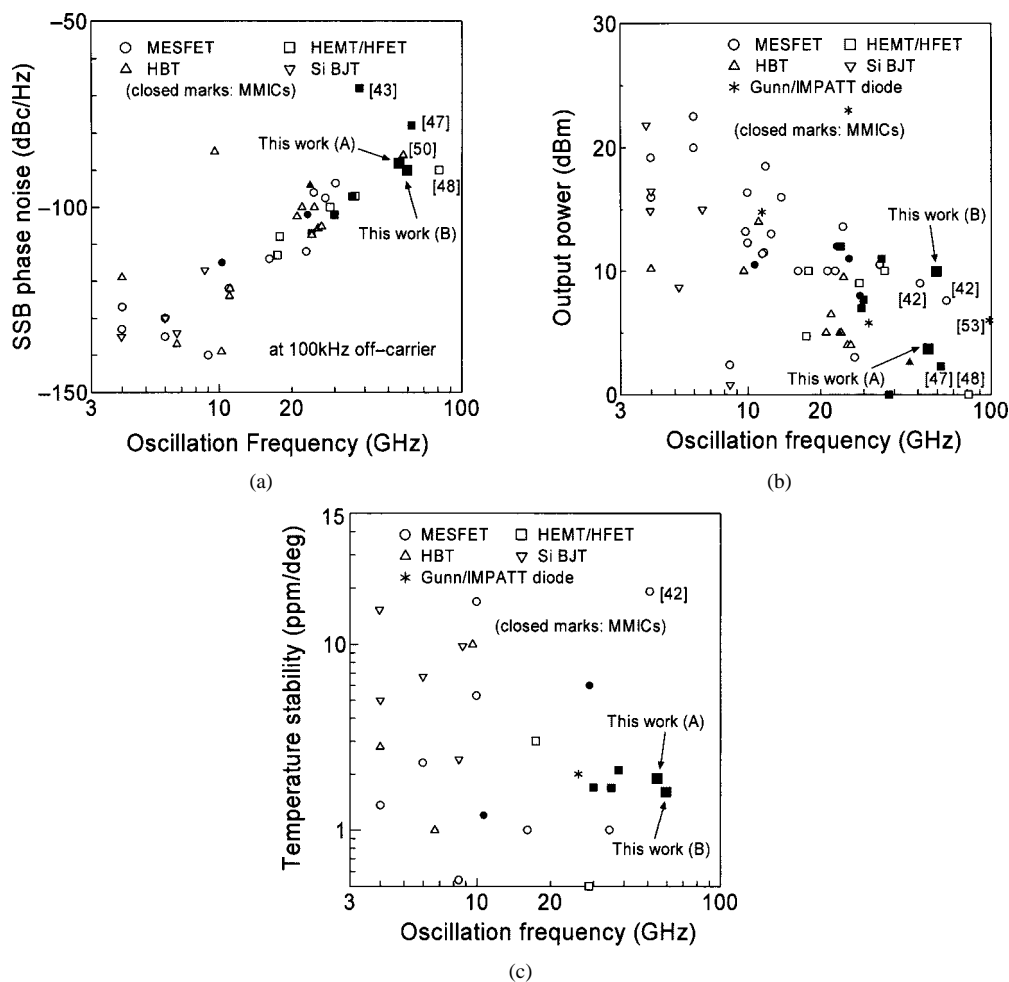 SSB phase noise (dBc/Hz)
−50
−100
−150
MESFET HEMT/HFET
HBT Si BJT
(closed marks: MMICs)
[43]
[47]
This work (A)
[50]
[48]
This work (B)
at 100kHz off−carrier
3 10 20 100
Oscillation Frequency (GHz)
(a)
Output power (dBm)
30
20
10
0
MESFET HEMT/HFET
HBT Si BJT
Gunn/IMPATT diode
(closed marks: MMICs)
This work (B)
[42] [42]
[53]
This work (A)
[47] [48]
3 10 20 100
Oscillation frequency (GHz)
(b)
Temperature stability (ppm/deg)
15
10
1
MESFET HEMT/HFET
HBT Si BJT
Gunn/IMPATT diode
[42]
(closed marks: MMICs)
This work (A)
This work (B)
3 10 20 100
Oscillation frequency (GHz)
(c)